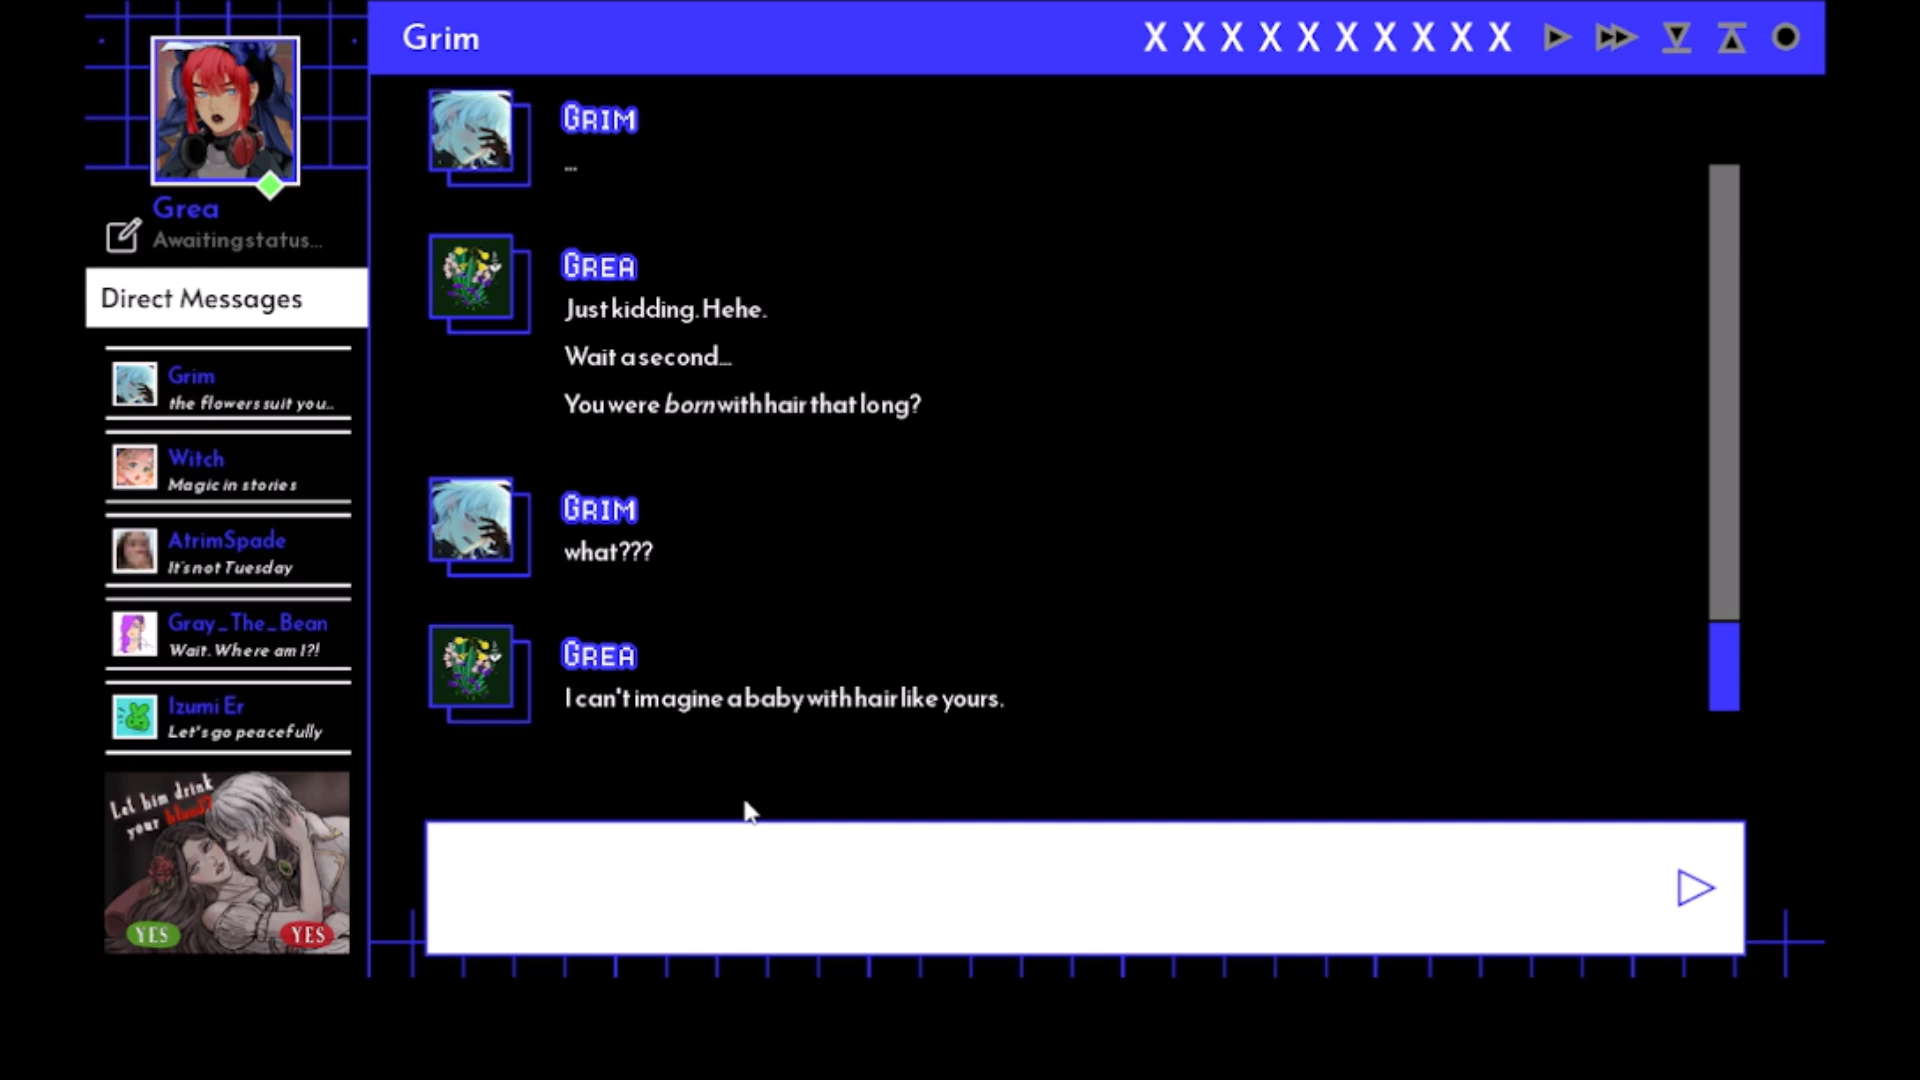 Grim
X X X X X X X X X X
Grea
Awaiting status...
Direct Messages
Grim
the flowers suit you..
Witch
Magic in stories
AtrimSpade
It's not Tuesday
Gray_The_Bean
Wait. Where am I?!
Izumi Er
Let's go peacefully
Let him drink
your blood?
YES
YES
GRIM
...
GREA
Just kidding. Hehe.
Wait a second...
You were born with hair that long?
GRIM
what???
GREA
I can't imagine a baby with hair like yours.